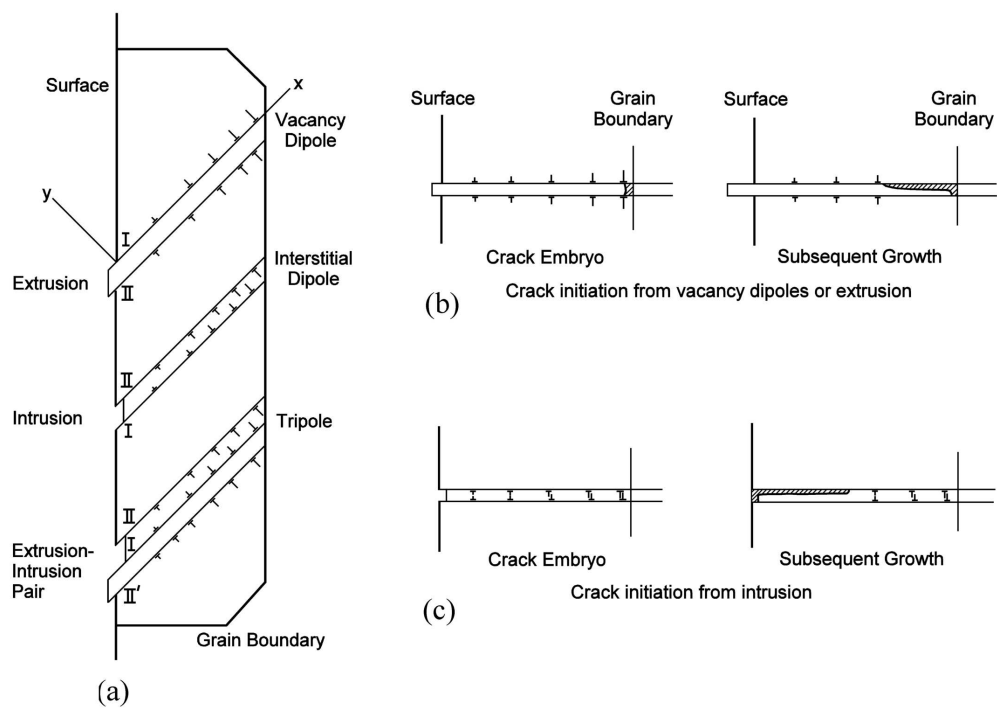 Surface
x
Vacancy
Dipole
y
I
Extrusion
II
Interstitial
Dipole
II
Intrusion
I
Tripole
II
I
Extrusion-
Intrusion
Pair
II'
Grain Boundary
(a)
Surface
Grain
Boundary
Surface
Grain
Boundary
Crack Embryo
Subsequent Growth
Crack initiation from vacancy dipoles or extrusion
(b)
Crack Embryo
Subsequent Growth
Crack initiation from intrusion
(c)